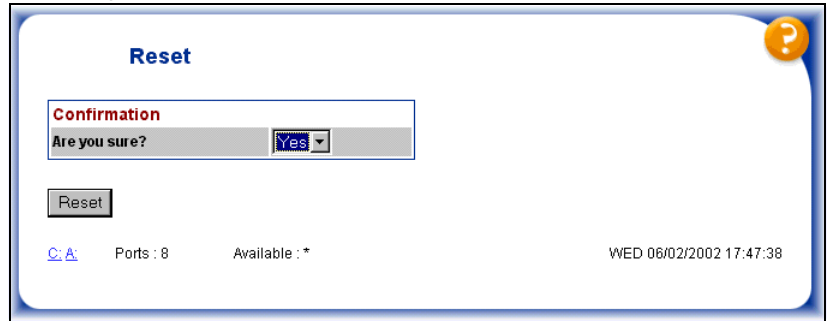 ?
Reset
Confirmation
Are you sure? Yes
Reset
C: A: Ports : 8 Available : * WED 06/02/2002 17:47:38